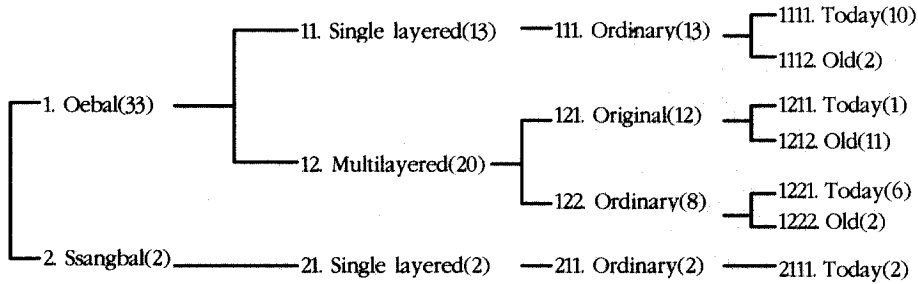 1111. Today(10)
11. Single layered(13) 111. Ordinary(13)
1112. Old(2)
1. Oebal(33) 1211. Today(1)
121. Original(12)
1212. Old(11)
12. Multilayered(20)
1221. Today(6)
122. Ordinary(8)
1222. Old(2)
2. Ssangbal(2) 21. Single layered(2) 211. Ordinary(2) 2111. Today(2)